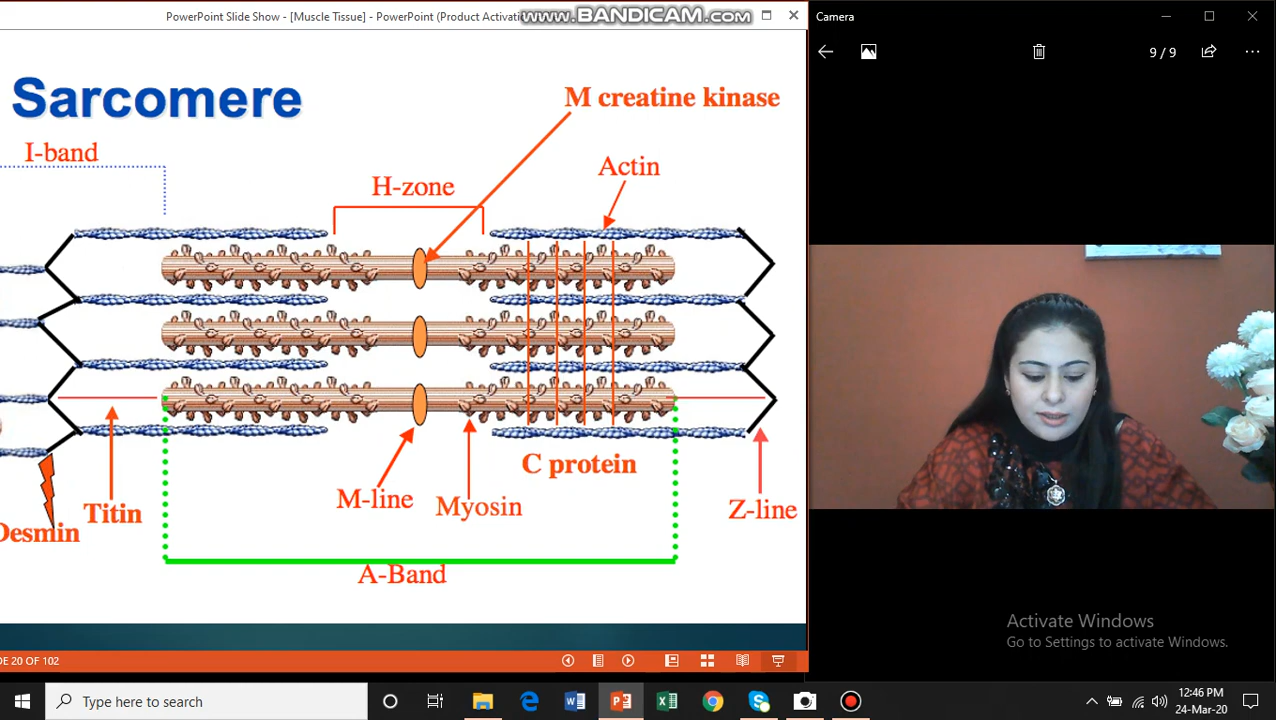 PowerPoint Slide Show - [Muscle Tissue] - PowerPoint (Product Activati
www.BANDICAM.com
Camera
9 / 9
Sarcomere
M creatine kinase
I-band
Actin
H-zone
C protein
M-line
Myosin
Titin
Desmin
Z-line
A-Band
Activate Windows
Go to Settings to activate Windows.
DE 20 OF 102
Type here to search
12:46 PM
24-Mar-20